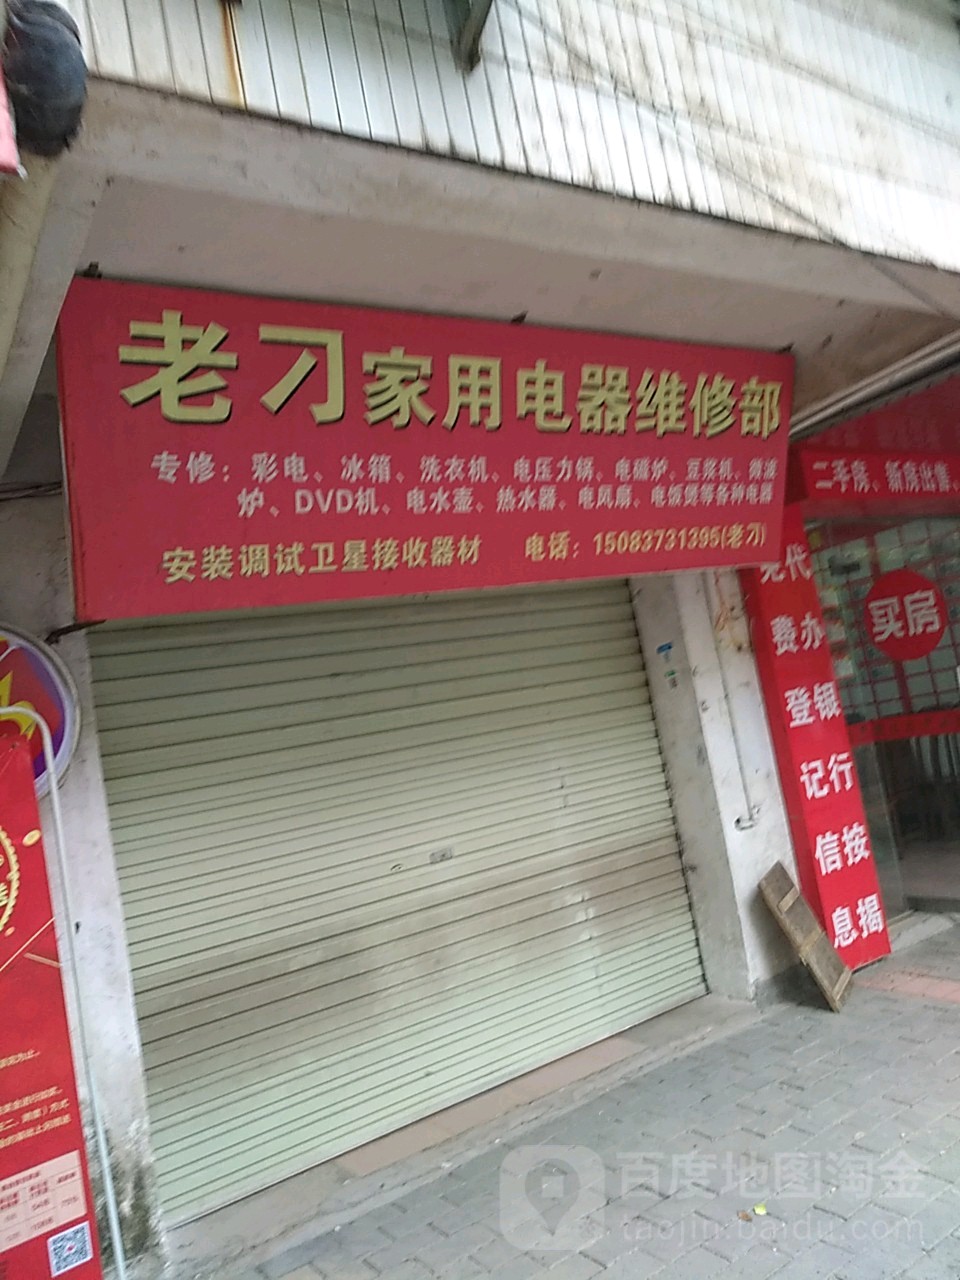 老刁家用电器维修部
专修：彩电、冰箱、洗衣机、电压力锅、电磁炉、豆浆机、微波
炉、DVD机、电水壶、热水器、电风扇、电饭煲等各种电器
安装调试卫星接收器材 电话：15083731395(老刁)
二手房、新房出售、
买房
免费登记信息
代办银行按揭
百度地图淘金
taojin.baidu.com